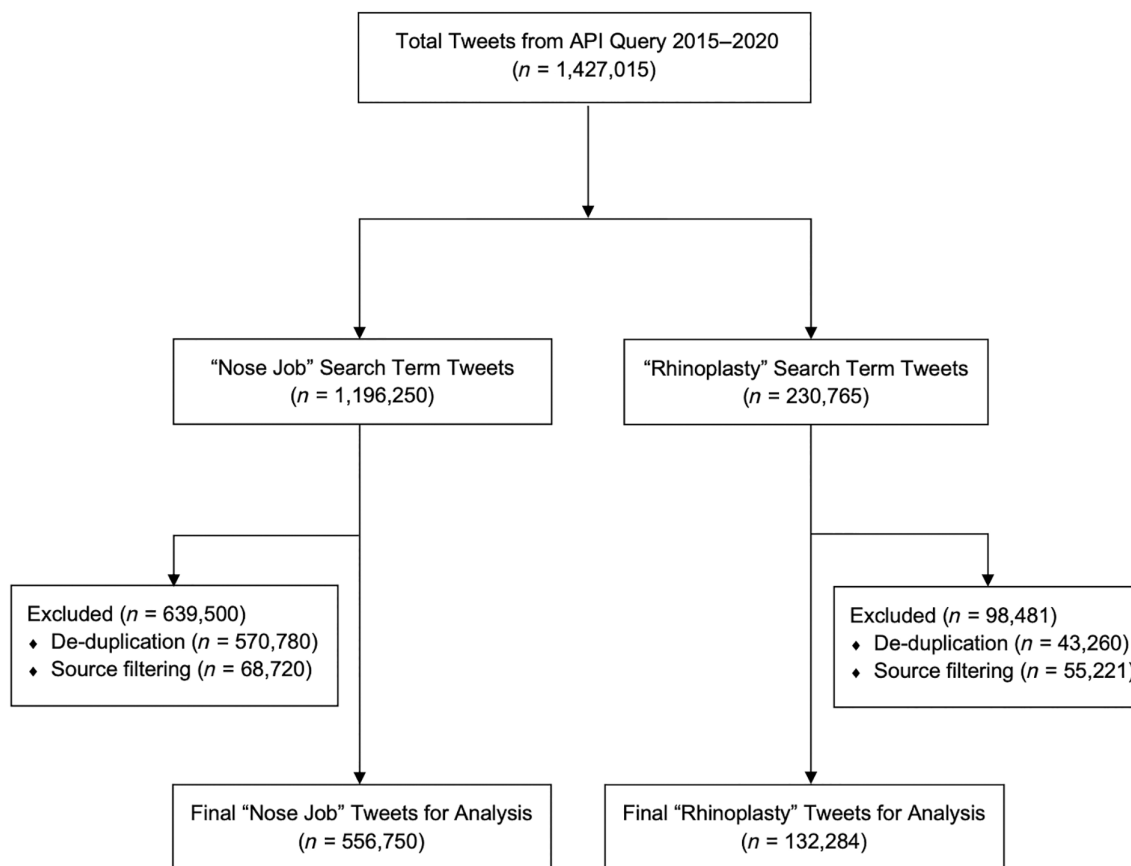 Total Tweets from API Query 2015–2020
(n = 1,427,015)
“Nose Job” Search Term Tweets
(n = 1,196,250)
“Rhinoplasty” Search Term Tweets
(n = 230,765)
Excluded (n = 639,500)
♦ De-duplication (n = 570,780)
♦ Source filtering (n = 68,720)
Excluded (n = 98,481)
♦ De-duplication (n = 43,260)
♦ Source filtering (n = 55,221)
Final “Nose Job” Tweets for Analysis
(n = 556,750)
Final “Rhinoplasty” Tweets for Analysis
(n = 132,284)